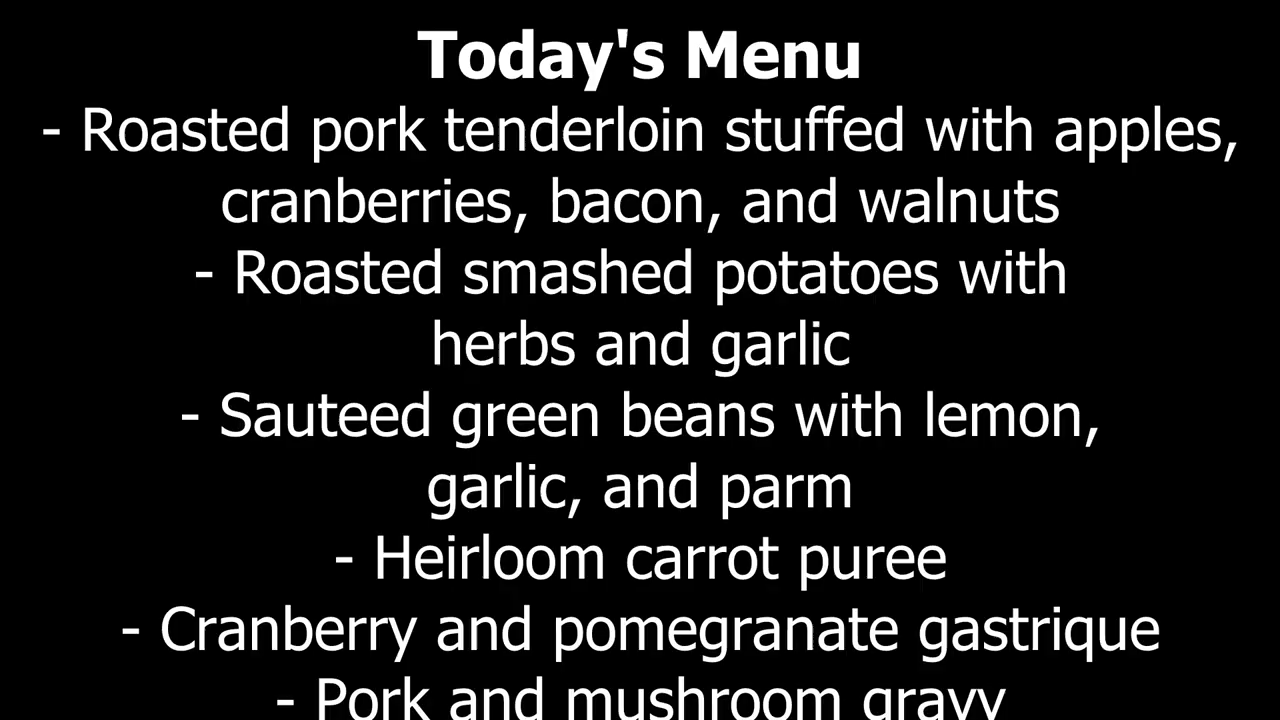 Today's Menu
- Roasted pork tenderloin stuffed with apples,
cranberries, bacon, and walnuts
- Roasted smashed potatoes with
herbs and garlic
- Sauteed green beans with lemon,
garlic, and parm
- Heirloom carrot puree
- Cranberry and pomegranate gastrique
- Pork and mushroom gravy